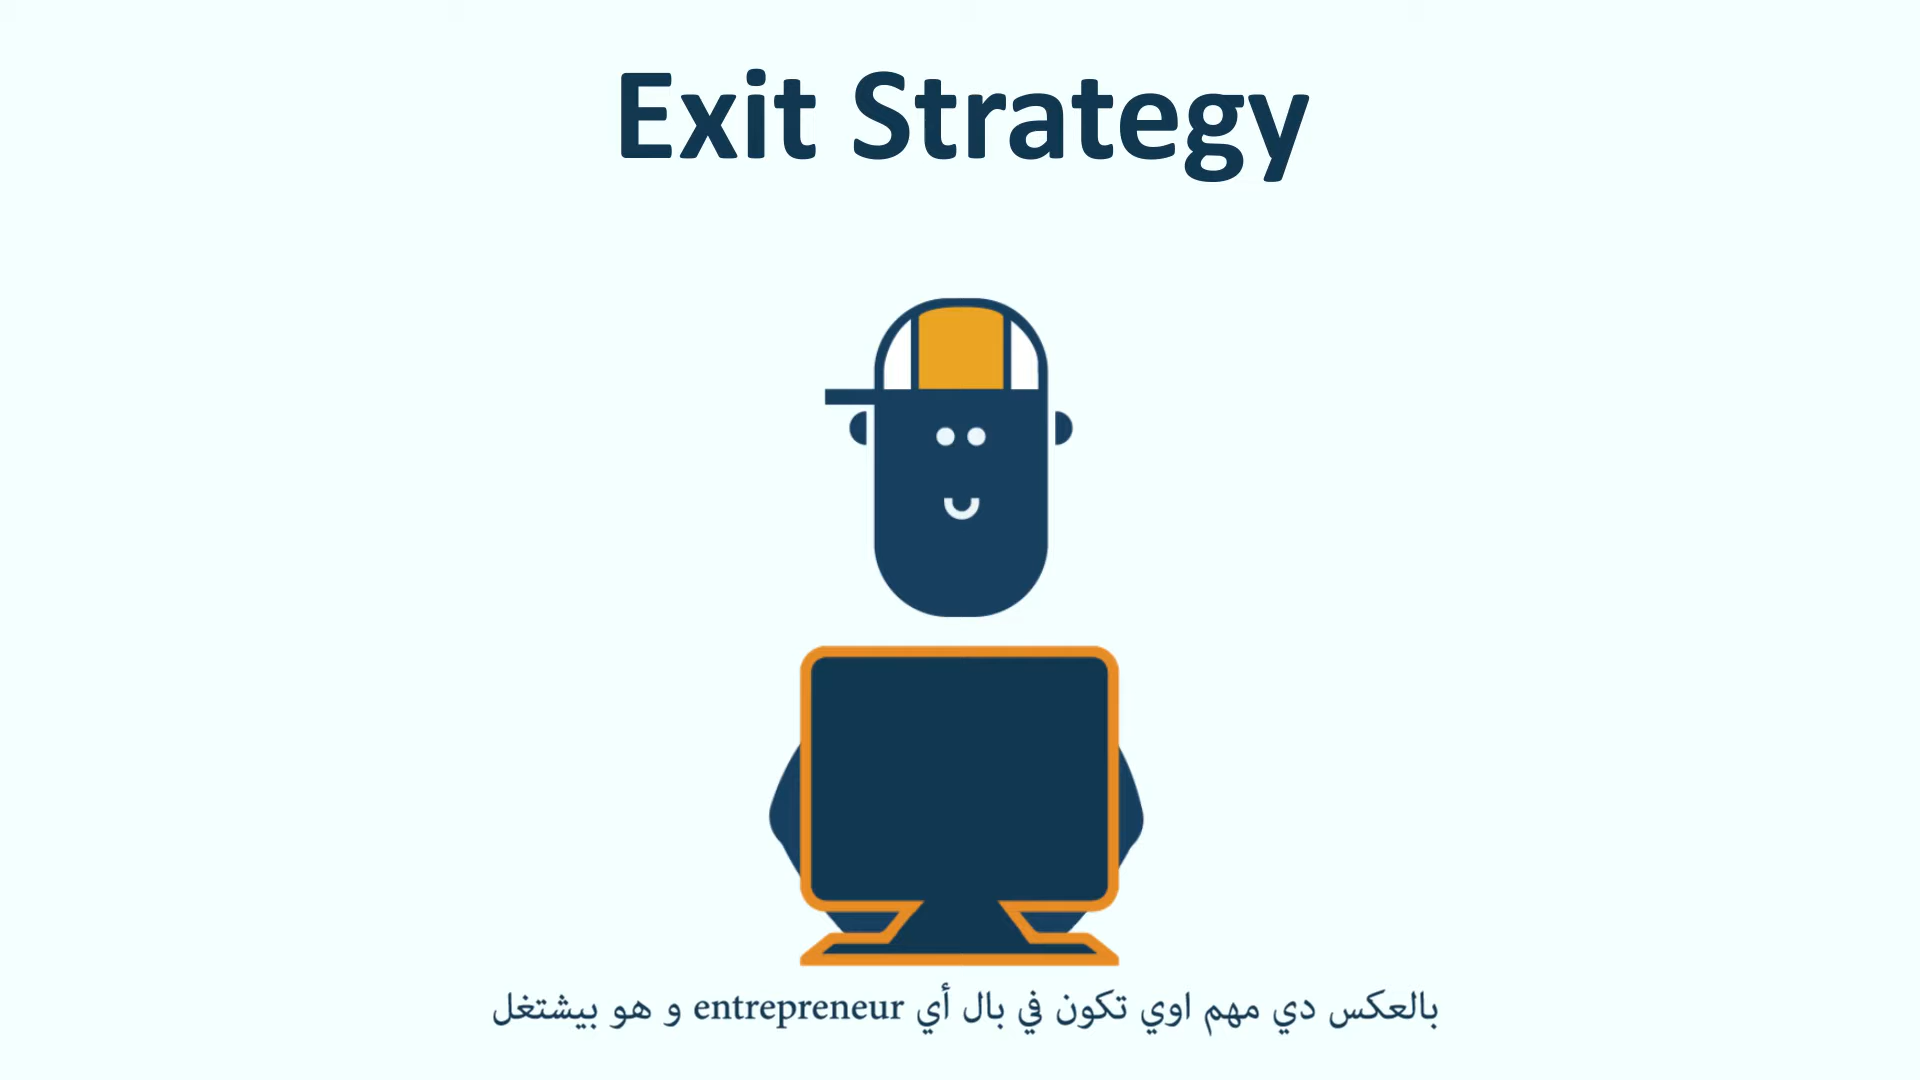 Exit Strategy
بالعكس دي مهم اوي تكون في بال أي entrepreneur و هو بيشتغل